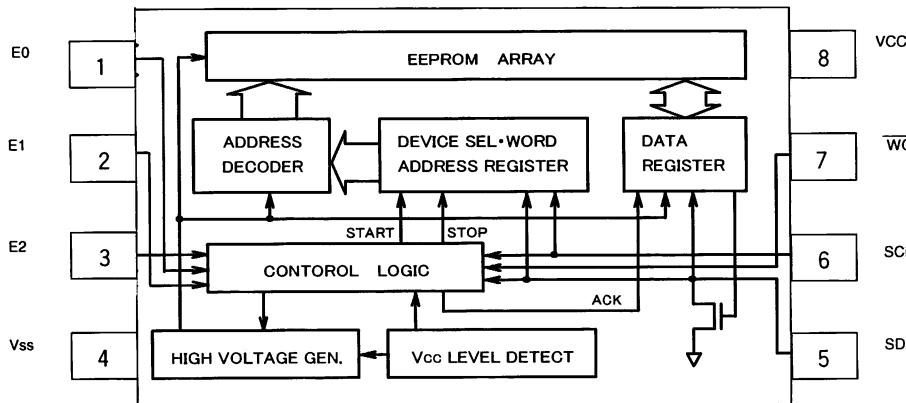 E0
1
EEPROM ARRAY
8
VCC
E1
2
ADDRESS
DECODER
DEVICE SEL·WORD
ADDRESS REGISTER
DATA
REGISTER
7
E2
3
START
STOP
CONTOROL LOGIC
6
ACK
Vss
4
HIGH VOLTAGE GEN.
Vcc LEVEL DETECT
5